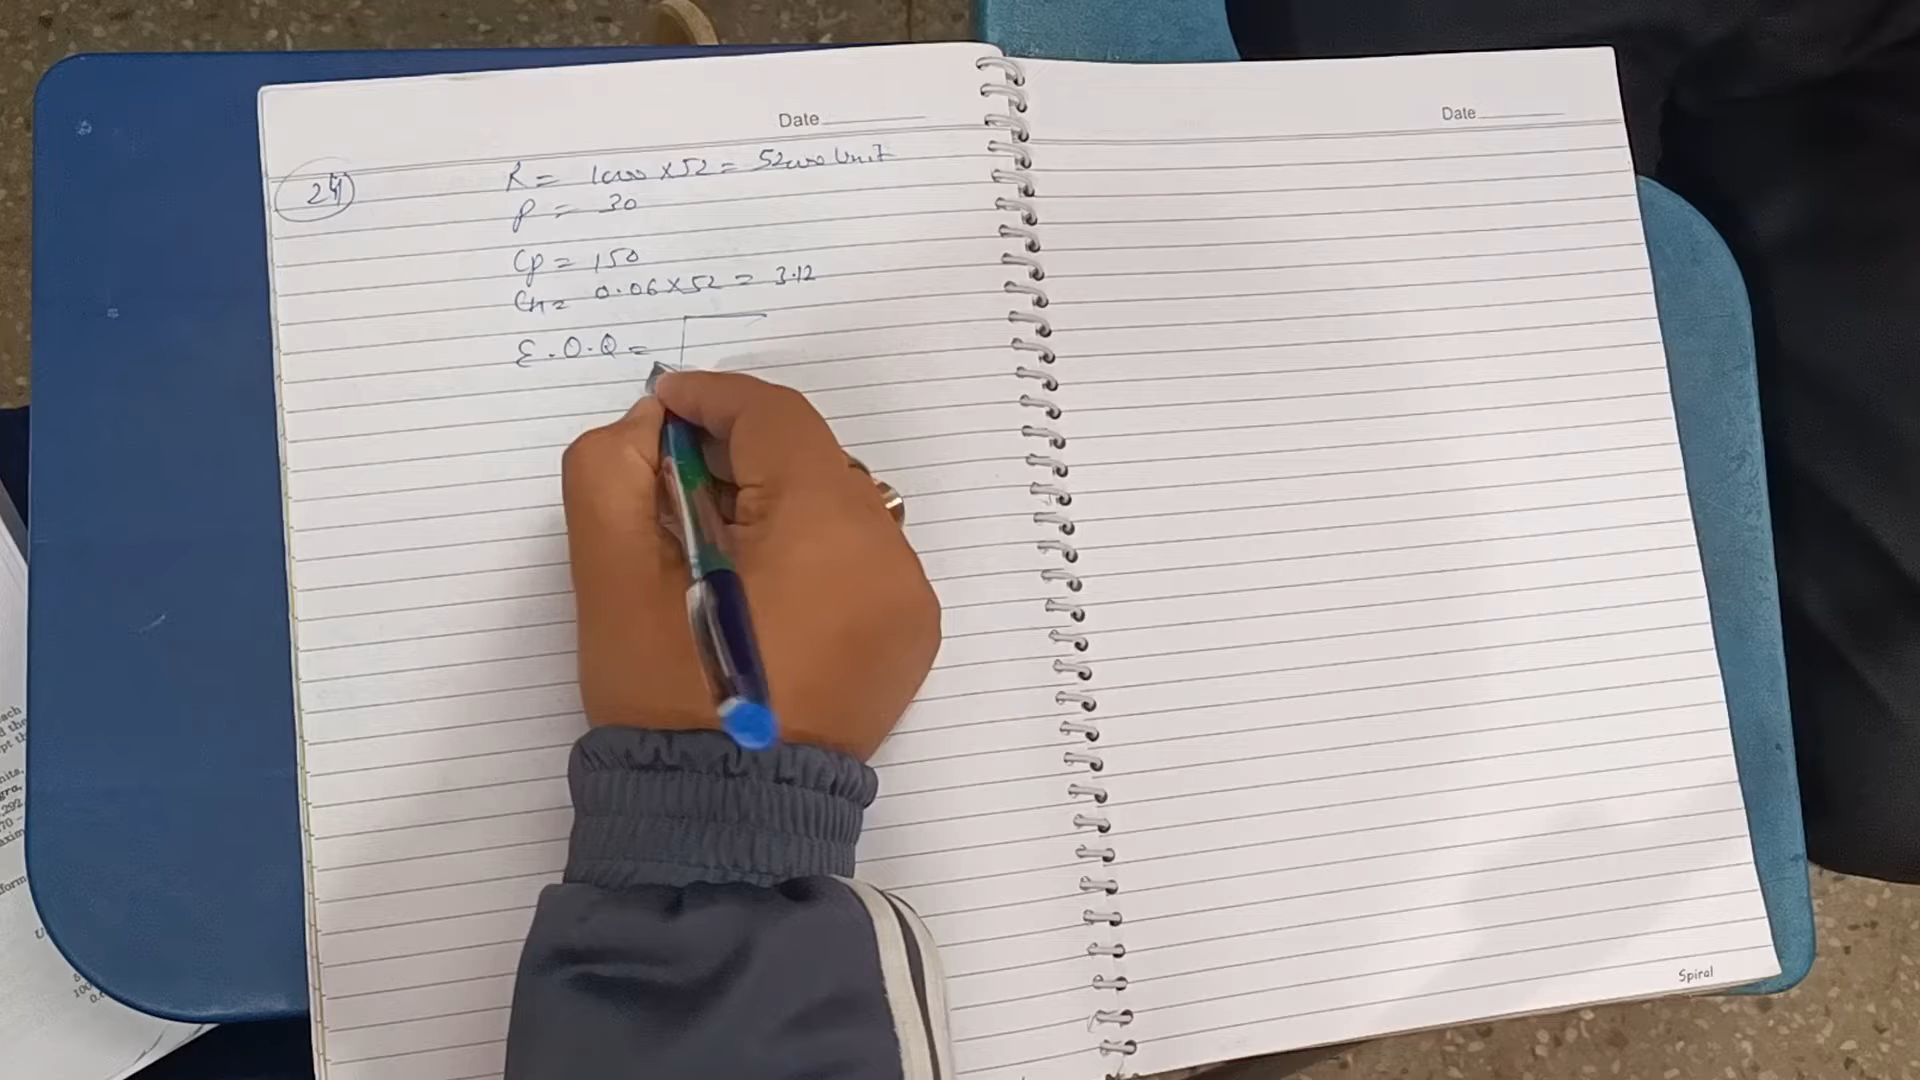 Date
Date
24
R = 1000 × 52 = 52000 Unit
P = 30
Cp = 150
CH = 0.06 × 52 = 3.12
E.O.Q =
Spiral